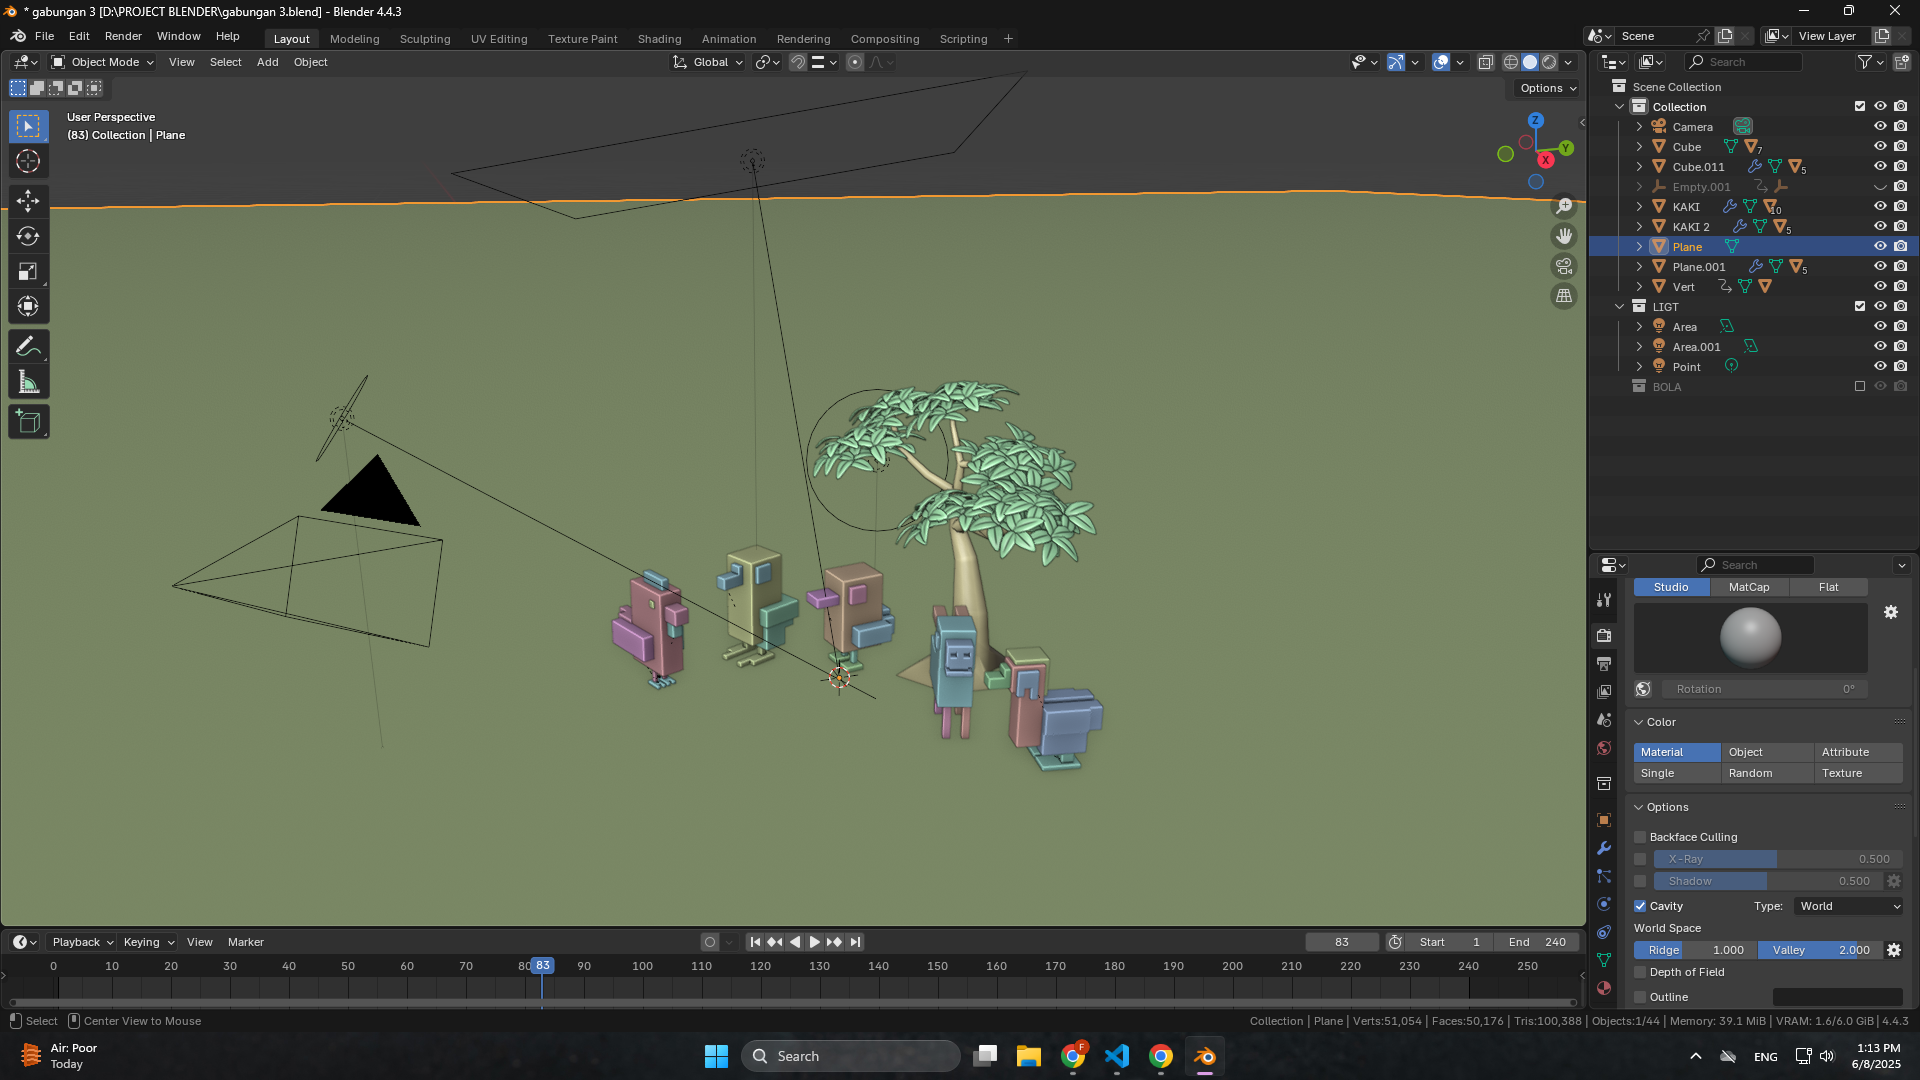 * gabungan 3 [D:\PROJECT BLENDER\gabungan 3.blend] - Blender 4.4.3
File Edit Render Window Help
Layout Modeling Sculpting UV Editing Texture Paint Shading Animation Rendering Compositing Scripting +
Scene
View Layer
Object Mode View Select Add Object
Global
Search
Options
User Perspective
(83) Collection | Plane
Z
Y
X
Scene Collection
Collection
Camera
Cube 7
Cube.011 5
Empty.001
KAKI 10
KAKI 2 5
Plane
Plane.001 5
Vert
LIGT
Area
Area.001
Point
BOLA
Search
Studio MatCap Flat
Rotation 0°
Color
Material Object Attribute
Single Random Texture
Options
Backface Culling
X-Ray 0.500
Shadow 0.500
Cavity Type: World
World Space
Ridge 1.000 Valley 2.000
Depth of Field
Outline
Playback Keying View Marker
83 Start 1 End 240
0 10 20 30 40 50 60 70 80 83 90 100 110 120 130 140 150 160 170 180 190 200 210 220 230 240 250
Select Center View to Mouse
Collection | Plane | Verts:51,054 | Faces:50,176 | Tris:100,388 | Objects:1/44 | Memory: 39.1 MiB | VRAM: 1.6/6.0 GiB | 4.4.3
Air: Poor
Today
Search
F
ENG
1:13 PM
6/8/2025